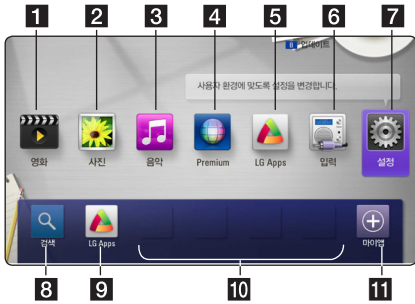 1 2 3 4 5 6 7
업데이트
사용자 환경에 맞도록 설정을 변경합니다.
영화 사진 음악 Premium LG Apps 입력 설정
검색 LG Apps 마이앱
8 9 10 11